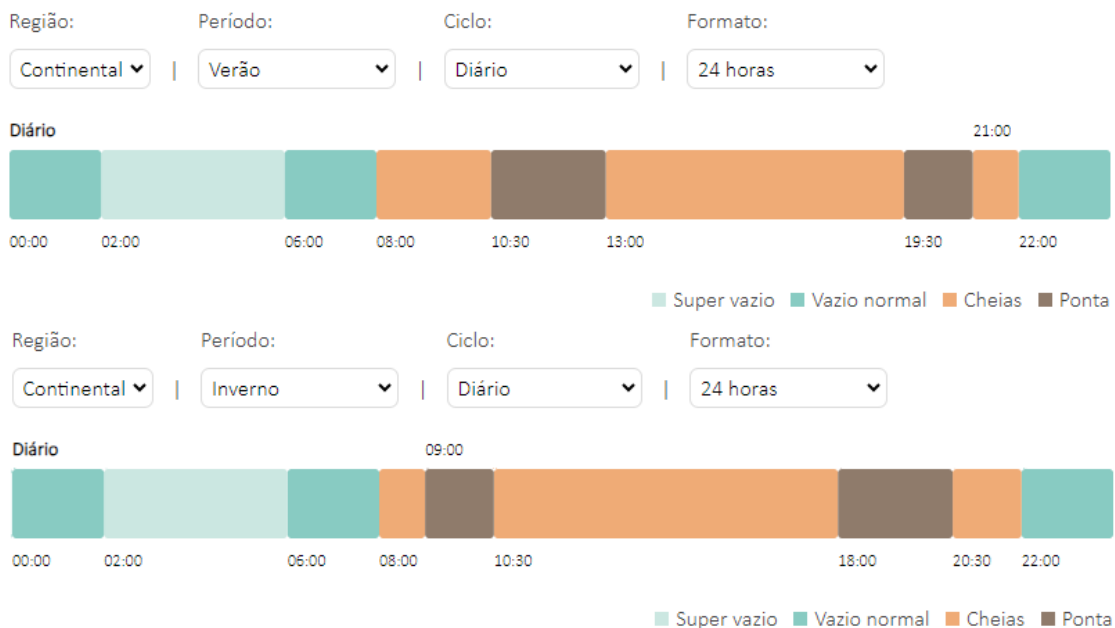 Região: Período: Ciclo: Formato:
Continental | Verão | Diário | 24 horas
Diário 21:00
00:00 02:00 06:00 08:00 10:30 13:00 19:30 22:00
Super vazio Vazio normal Cheias Ponta
Região: Período: Ciclo: Formato:
Continental | Inverno | Diário | 24 horas
Diário 09:00
00:00 02:00 06:00 08:00 10:30 18:00 20:30 22:00
Super vazio Vazio normal Cheias Ponta